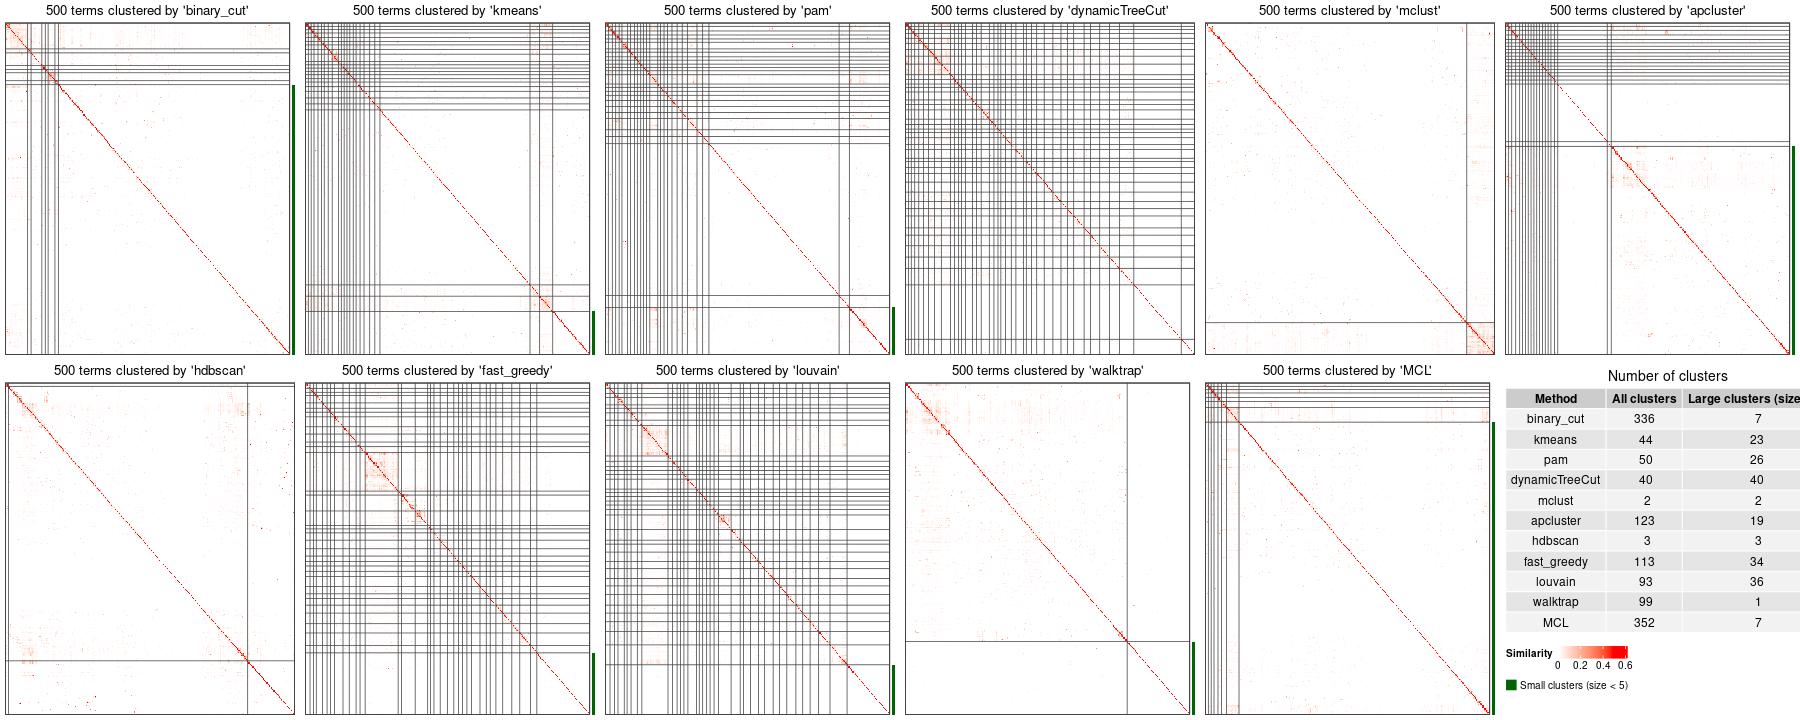 500 terms clustered by 'binary_cut'
500 terms clustered by 'kmeans'
500 terms clustered by 'pam'
500 terms clustered by 'dynamicTreeCut'
500 terms clustered by 'mclust'
500 terms clustered by 'apcluster'
500 terms clustered by 'hdbscan'
500 terms clustered by 'fast_greedy'
500 terms clustered by 'louvain'
500 terms clustered by 'walktrap'
500 terms clustered by 'MCL'
Number of clusters
Method All clusters Large clusters (size
binary_cut 336 7
kmeans 44 23
pam 50 26
dynamicTreeCut 40 40
mclust 2 2
apcluster 123 19
hdbscan 3 3
fast_greedy 113 34
louvain 93 36
walktrap 99 1
MCL 352 7
Similarity
0 0.2 0.4 0.6
Small clusters (size < 5)